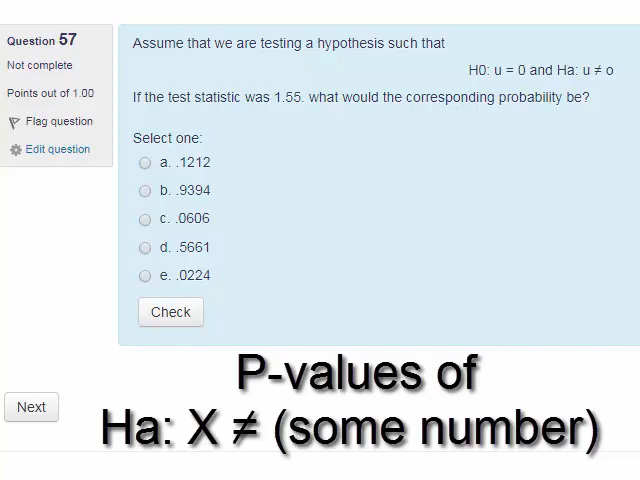 Question 57
Not complete
Points out of 1.00
Flag question
Edit question
Assume that we are testing a hypothesis such that
H0: u = 0 and Ha: u ≠ o
If the test statistic was 1.55. what would the corresponding probability be?
Select one:
a. .1212
b. .9394
c. .0606
d. .5661
e. .0224
Check
P-values of
Ha: X ≠ (some number)
Next